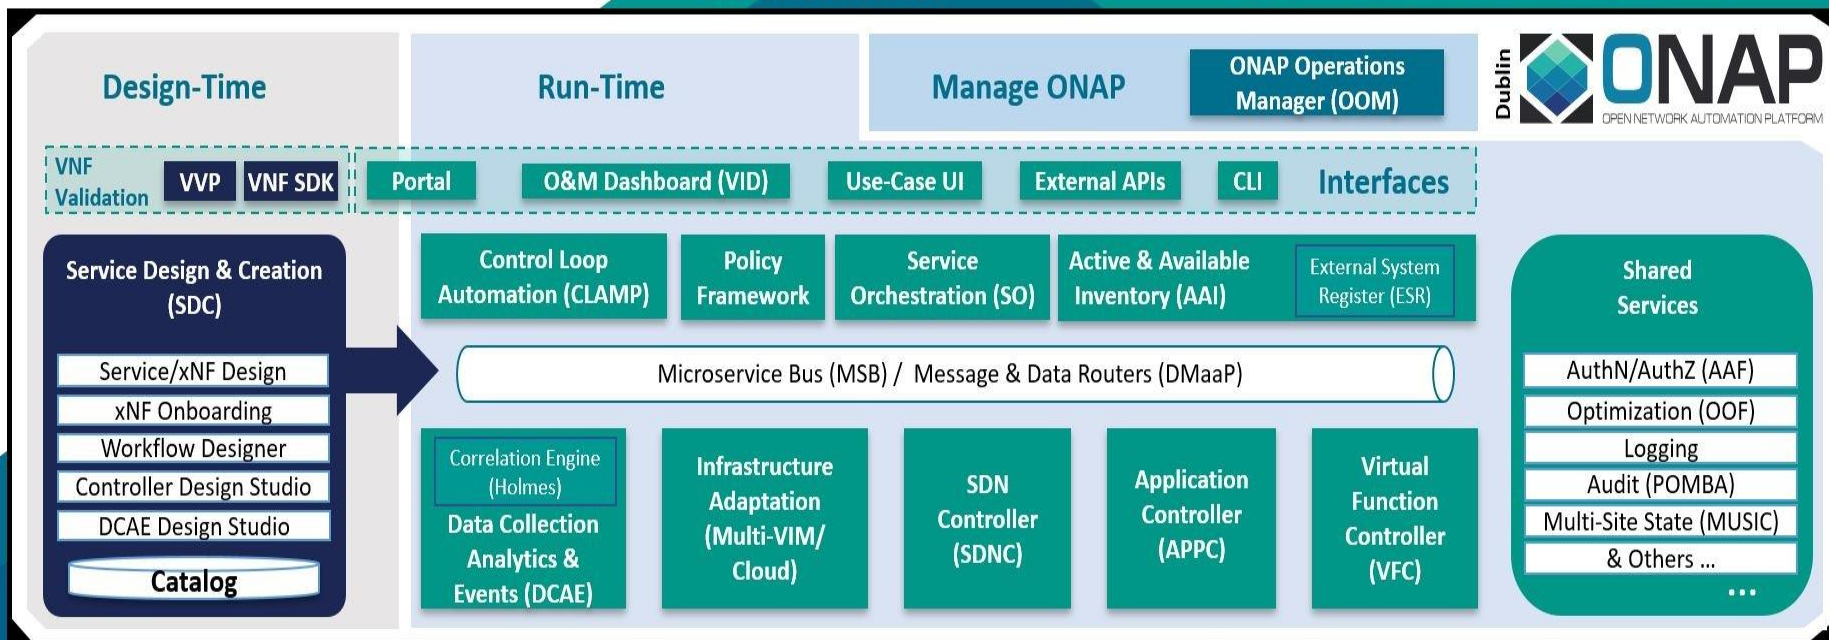 Design-Time
Run-Time
Manage ONAP
ONAP Operations
Manager (OOM)
Dublin
ONAP
OPEN NETWORK AUTOMATION PLATFORM
VNF
Validation
VVP
VNF SDK
Portal
O&M Dashboard (VID)
Use-Case UI
External APIs
CLI
Interfaces
Service Design & Creation
(SDC)
Service/xNF Design
xNF Onboarding
Workflow Designer
Controller Design Studio
DCAE Design Studio
Catalog
Control Loop
Automation (CLAMP)
Policy
Framework
Service
Orchestration (SO)
Active & Available
Inventory (AAI)
External System
Register (ESR)
Microservice Bus (MSB) / Message & Data Routers (DMaaP)
Correlation Engine
(Holmes)
Data Collection
Analytics &
Events (DCAE)
Infrastructure
Adaptation
(Multi-VIM/
Cloud)
SDN
Controller
(SDNC)
Application
Controller
(APPC)
Virtual
Function
Controller
(VFC)
Shared
Services
AuthN/AuthZ (AAF)
Optimization (OOF)
Logging
Audit (POMBA)
Multi-Site State (MUSIC)
& Others ...
...